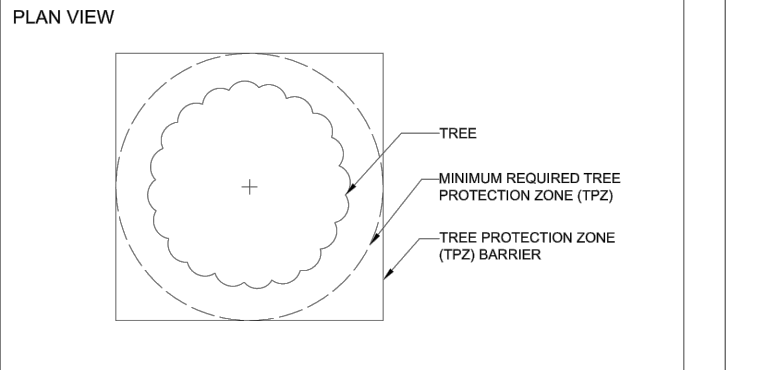 PLAN VIEW
TREE
MINIMUM REQUIRED TREE
PROTECTION ZONE (TPZ)
TREE PROTECTION ZONE
(TPZ) BARRIER